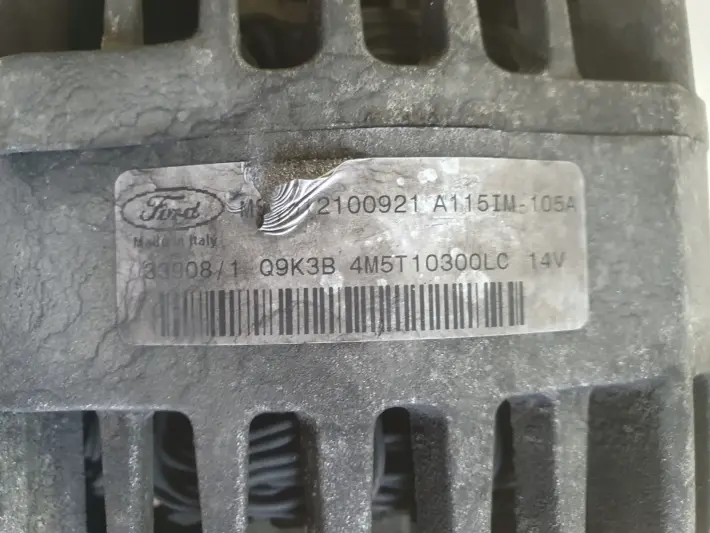 Ford 2100921 A115IM-105A
Made in Italy
33908/1 Q9K3B 4M5T10300LC 14V